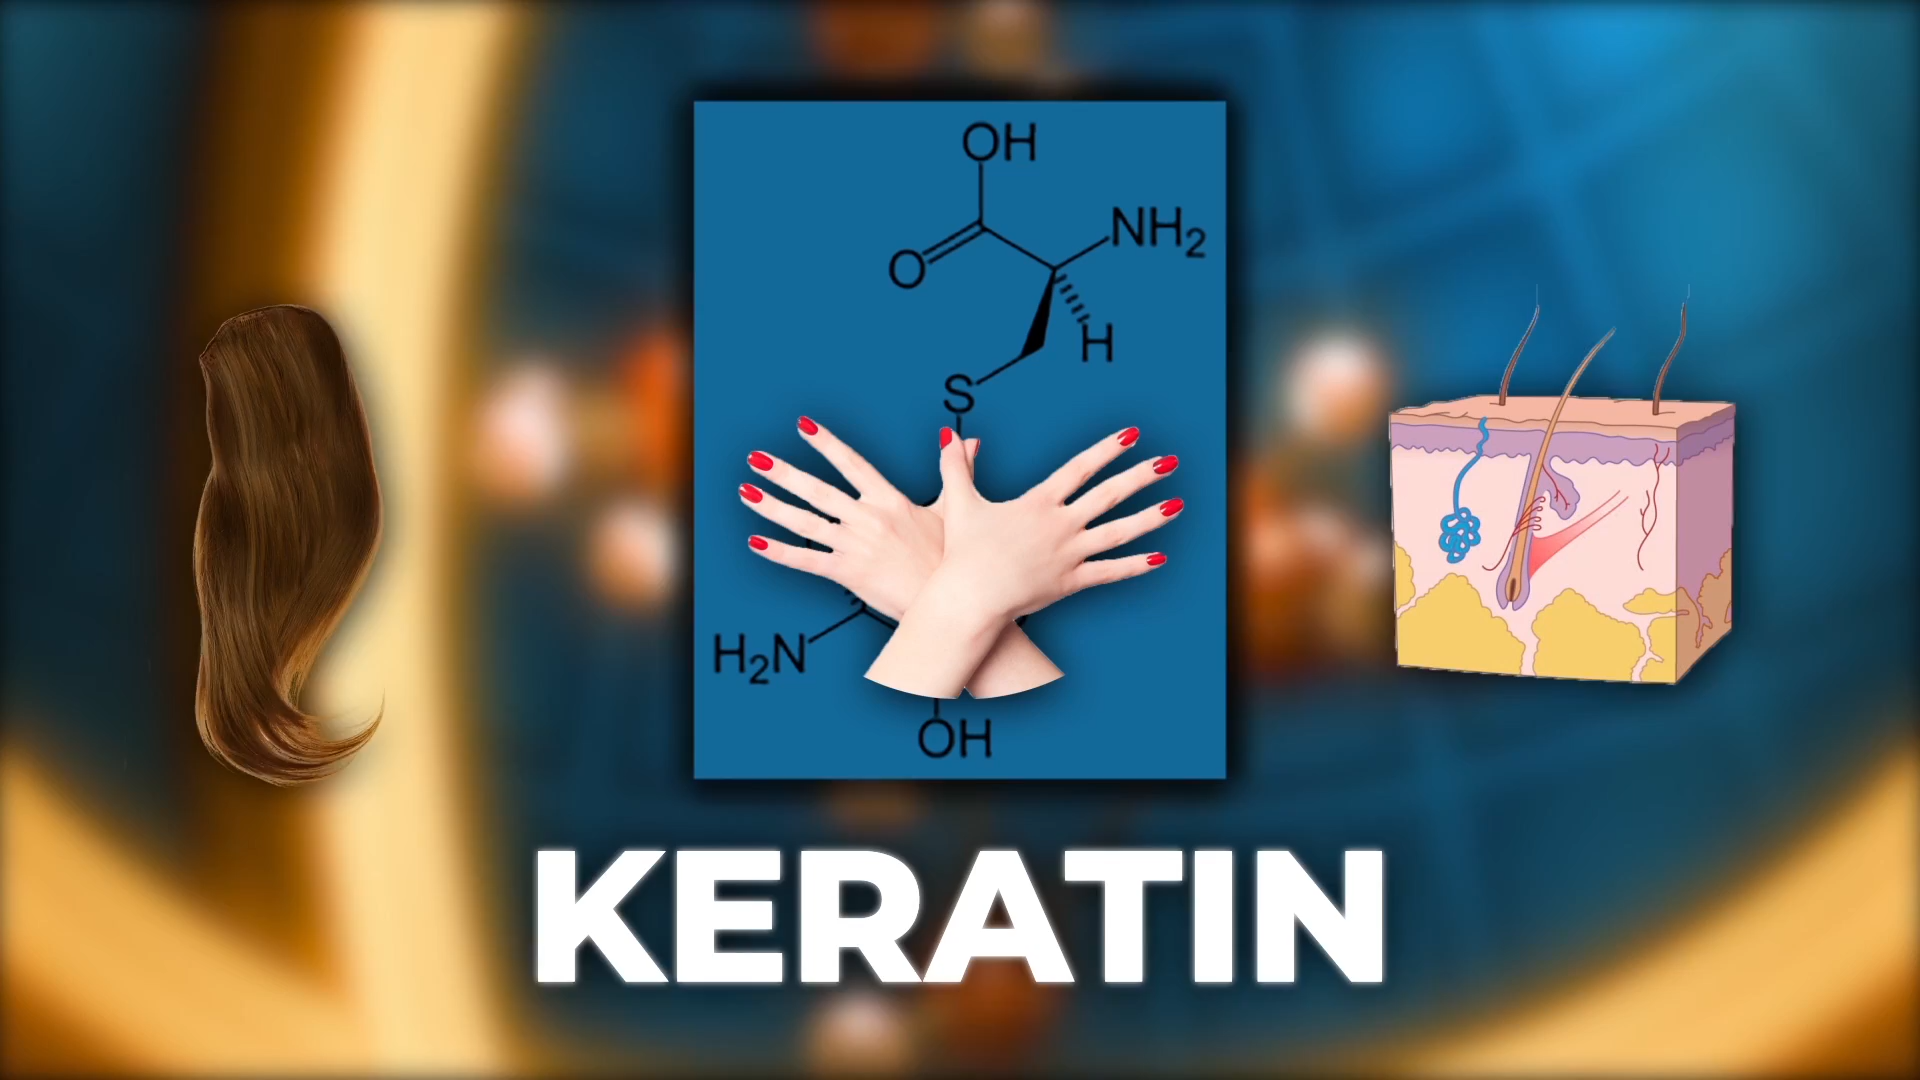 OH
NH₂
O
H
S
H₂N
OH
KERATIN